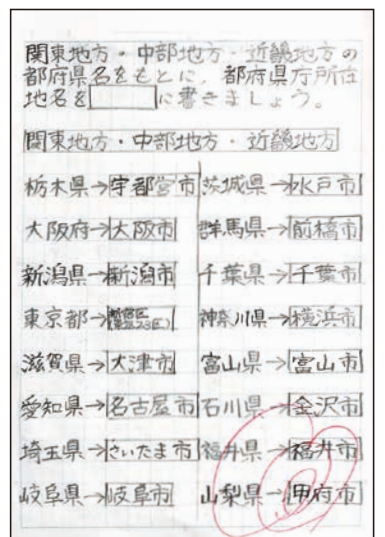 関東地方・中部地方・近畿地方の
都府県名をもとに、都府県庁所在
地名を□に書きましょう。
関東地方・中部地方・近畿地方
栃木県→宇都宮市 茨城県→水戸市
大阪府→大阪市 群馬県→前橋市
新潟県→新潟市 千葉県→千葉市
東京都→新宿区 神奈川県→横浜市
滋賀県→大津市 富山県→富山市
愛知県→名古屋市 石川県→金沢市
埼玉県→さいたま市 福井県→福井市
岐阜県→岐阜市 山梨県→甲府市